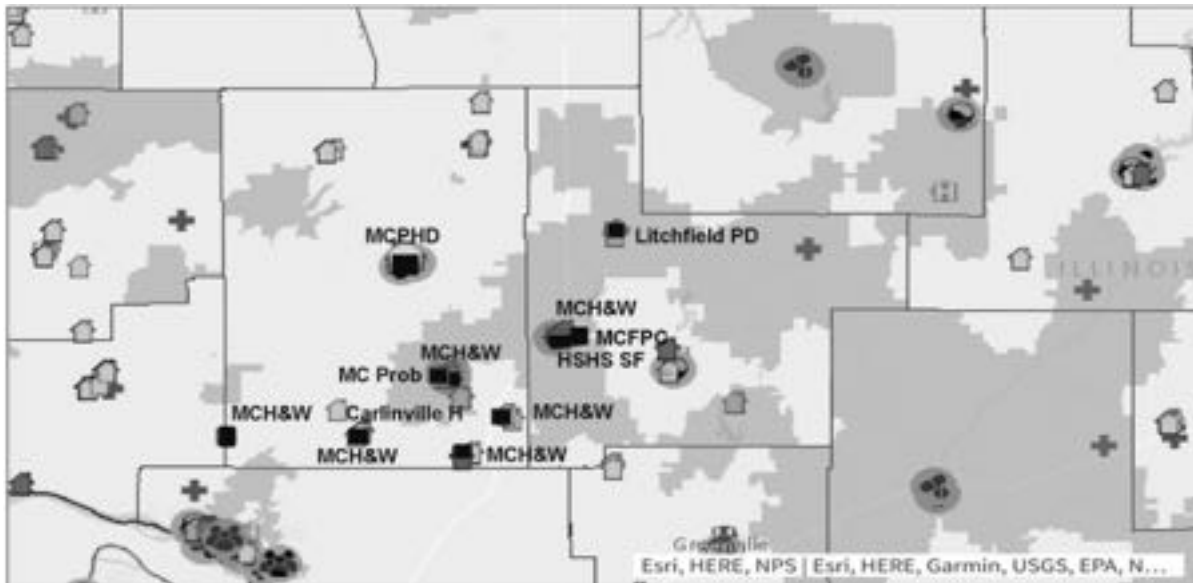 MCPHD
Litchfield PD
ILLINOIS
MCH&W
MCFPC
MCH&W
HSHS SF
MC Prob
MCH&W
Carlinville H
MCH&W
MCH&W
MCH&W
Esri, HERE, NPS | Esri, HERE, Garmin, USGS, EPA, N...